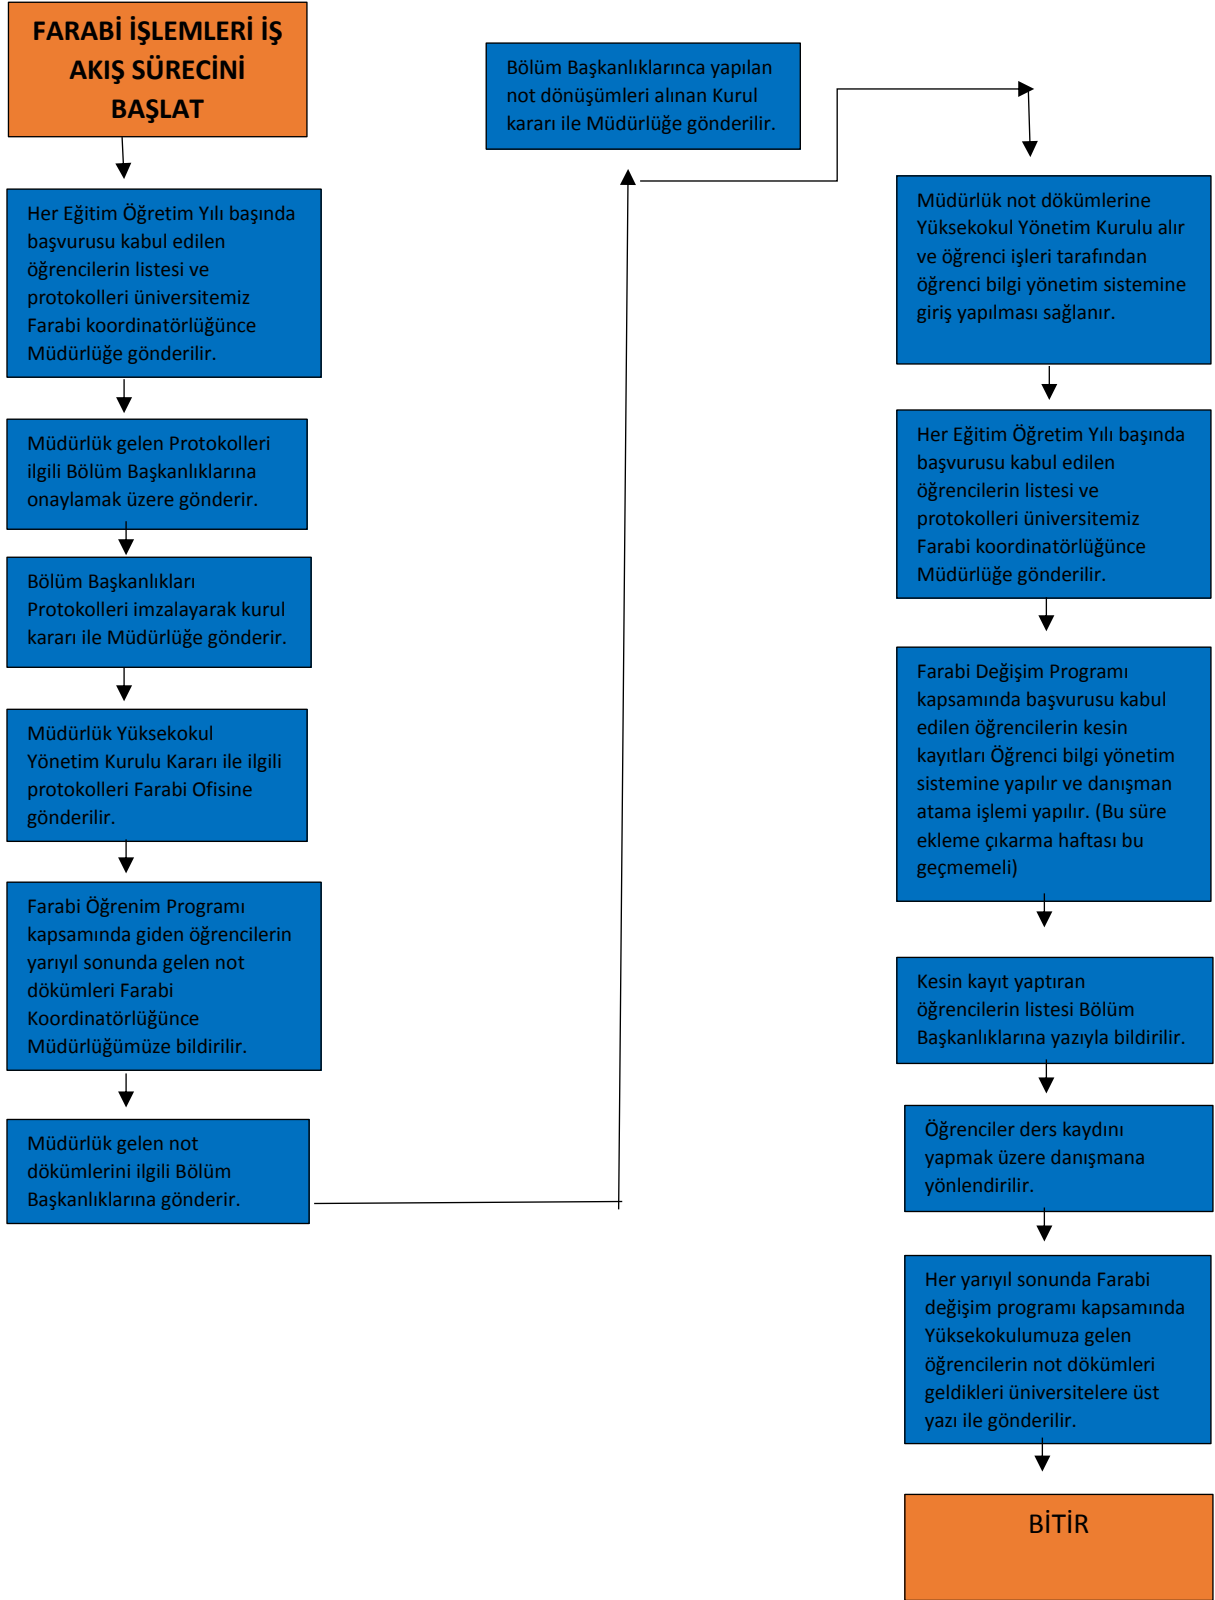 FARABİ İŞLEMLERİ İŞ
AKIŞ SÜRECİNİ
BAŞLAT
Her Eğitim Öğretim Yılı başında
başvurusu kabul edilen
öğrencilerin listesi ve
protokolleri üniversitemiz
Farabi koordinatörlüğünce
Müdürlüğe gönderilir.
Müdürlük gelen Protokolleri
ilgili Bölüm Başkanlıklarına
onaylamak üzere gönderir.
Bölüm Başkanlıkları
Protokolleri imzalayarak kurul
kararı ile Müdürlüğe gönderir.
Müdürlük Yüksekokul
Yönetim Kurulu Kararı ile ilgili
protokolleri Farabi Ofisine
gönderilir.
Farabi Öğrenim Programı
kapsamında giden öğrencilerin
yarıyıl sonunda gelen not
dökümleri Farabi
Koordinatörlüğünce
Müdürlüğümüze bildirilir.
Müdürlük gelen not
dökümlerini ilgili Bölüm
Başkanlıklarına gönderir.
Bölüm Başkanlıklarınca yapılan
not dönüşümleri alınan Kurul
kararı ile Müdürlüğe gönderilir.
Müdürlük not dökümlerine
Yüksekokul Yönetim Kurulu alır
ve öğrenci işleri tarafından
öğrenci bilgi yönetim sistemine
giriş yapılması sağlanır.
Her Eğitim Öğretim Yılı başında
başvurusu kabul edilen
öğrencilerin listesi ve
protokolleri üniversitemiz
Farabi koordinatörlüğünce
Müdürlüğe gönderilir.
Farabi Değişim Programı
kapsamında başvurusu kabul
edilen öğrencilerin kesin
kayıtları Öğrenci bilgi yönetim
sistemine yapılır ve danışman
atama işlemi yapılır. (Bu süre
ekleme çıkarma haftası bu
geçmemeli)
Kesin kayıt yaptıran
öğrencilerin listesi Bölüm
Başkanlıklarına yazıyla bildirilir.
Öğrenciler ders kaydını
yapmak üzere danışmana
yönlendirilir.
Her yarıyıl sonunda Farabi
değişim programı kapsamında
Yüksekokulumuza gelen
öğrencilerin not dökümleri
geldikleri üniversitelere üst
yazı ile gönderilir.
BİTİR